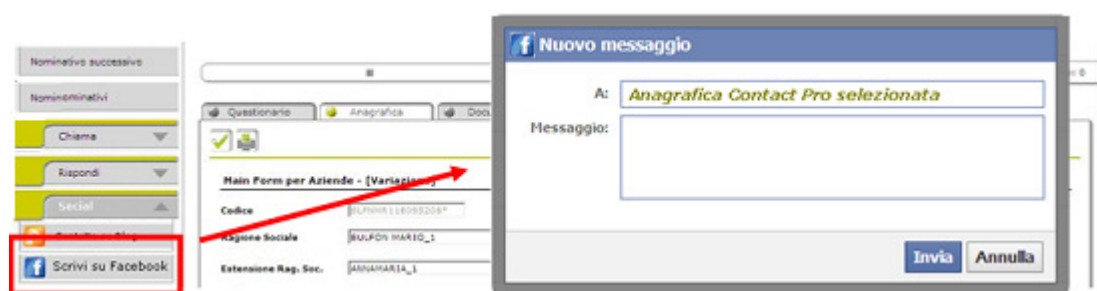 Nominativo successivo
Nominominativi
Chiama
Rispondi
Social
Scrivi su Facebook
Questionario
Anagrafica
Docu
Main Form per Aziende - [Variazione]
Codice
Ragione Sociale
BULFON MARIO_1
Estensione Rag. Soc.
ANNAMARIA_1
Nuovo messaggio
A:
Anagrafica Contact Pro selezionata
Messaggio:
Invia
Annulla